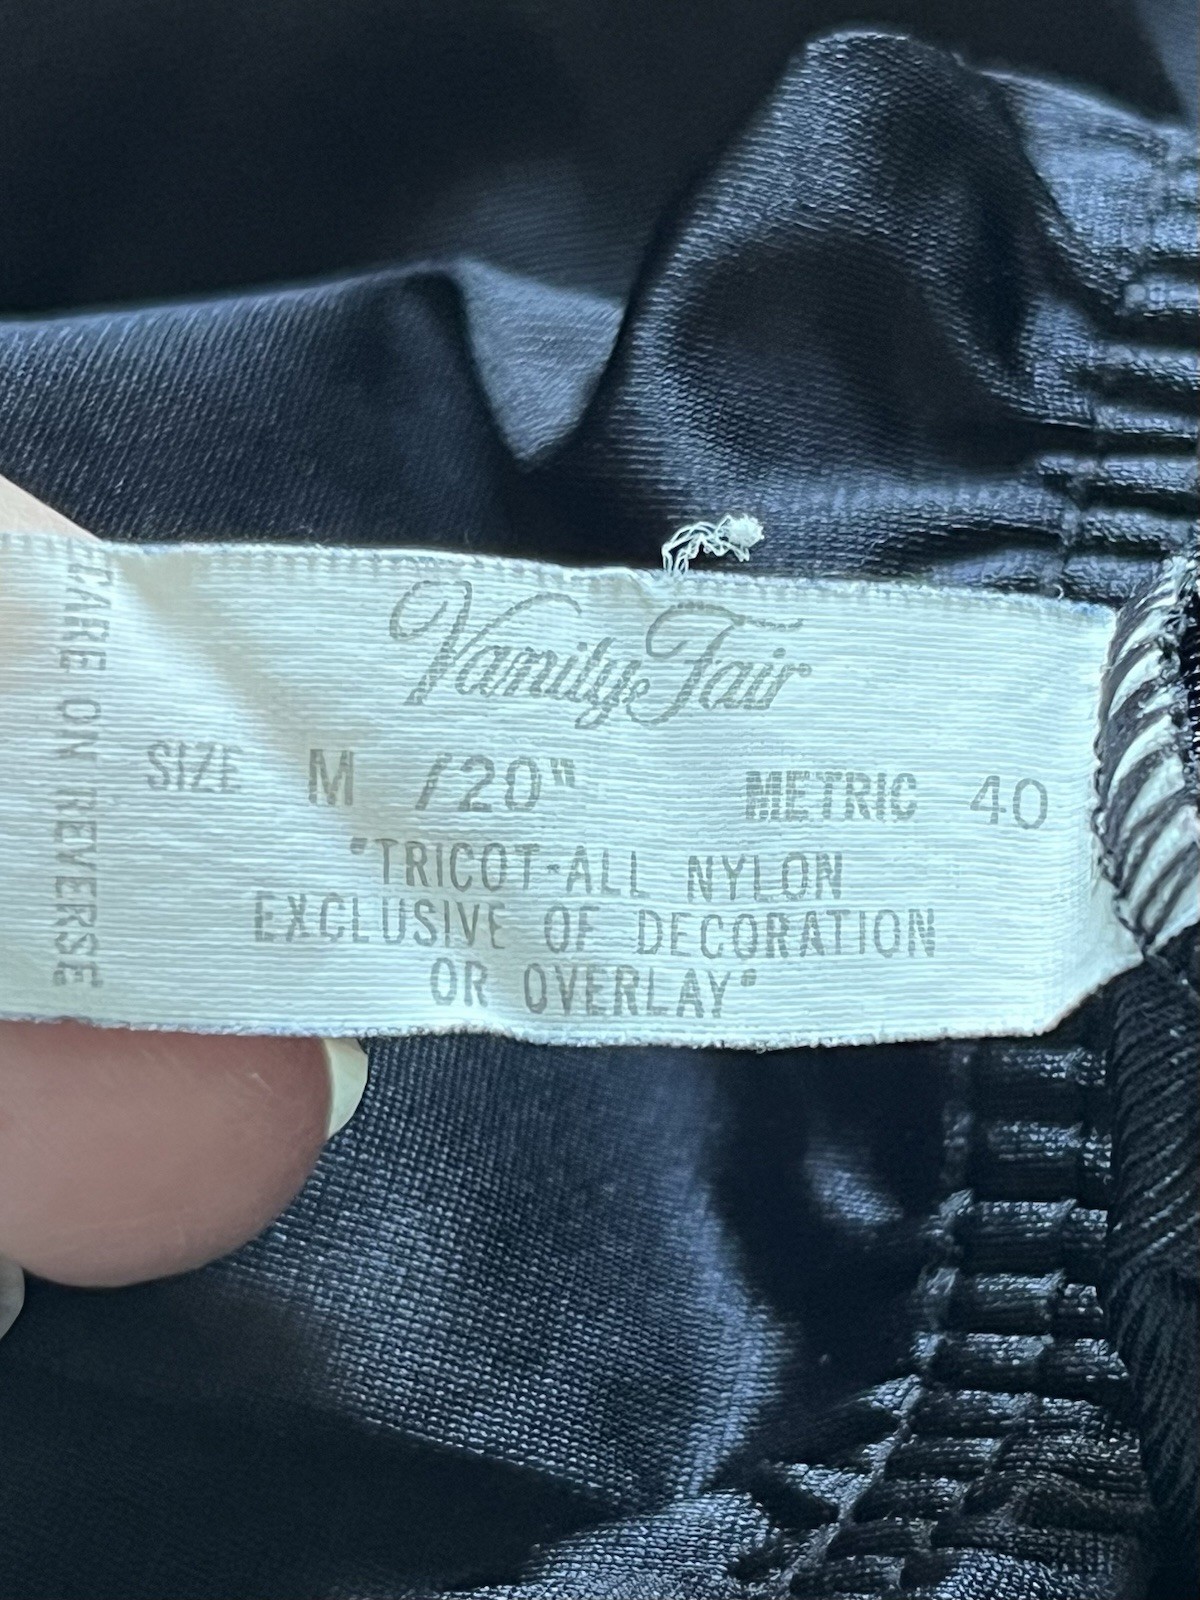 Vanity Fair
SIZE M /20" METRIC 40
"TRICOT-ALL NYLON
EXCLUSIVE OF DECORATION
OR OVERLAY"
CARE ON REVERSE